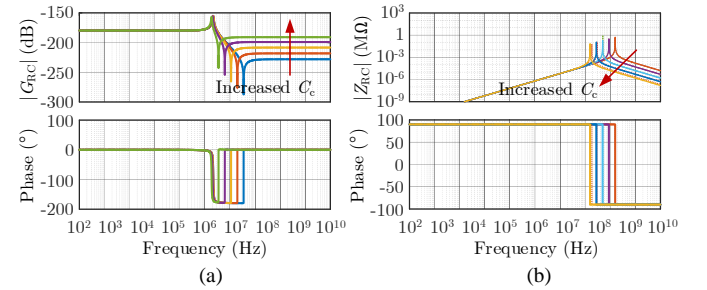 -150
-200
-250
-300
|G_RC| (dB)
Increased C_c
100
0
-100
-200
Phase (°)
10^2 10^3 10^4 10^5 10^6 10^7 10^8 10^9 10^10
Frequency (Hz)
(a)
10^3
1
10^-3
10^-6
10^-9
|Z_RC| (MΩ)
Increased C_c
100
50
0
-50
-100
Phase (°)
10^2 10^3 10^4 10^5 10^6 10^7 10^8 10^9 10^10
Frequency (Hz)
(b)